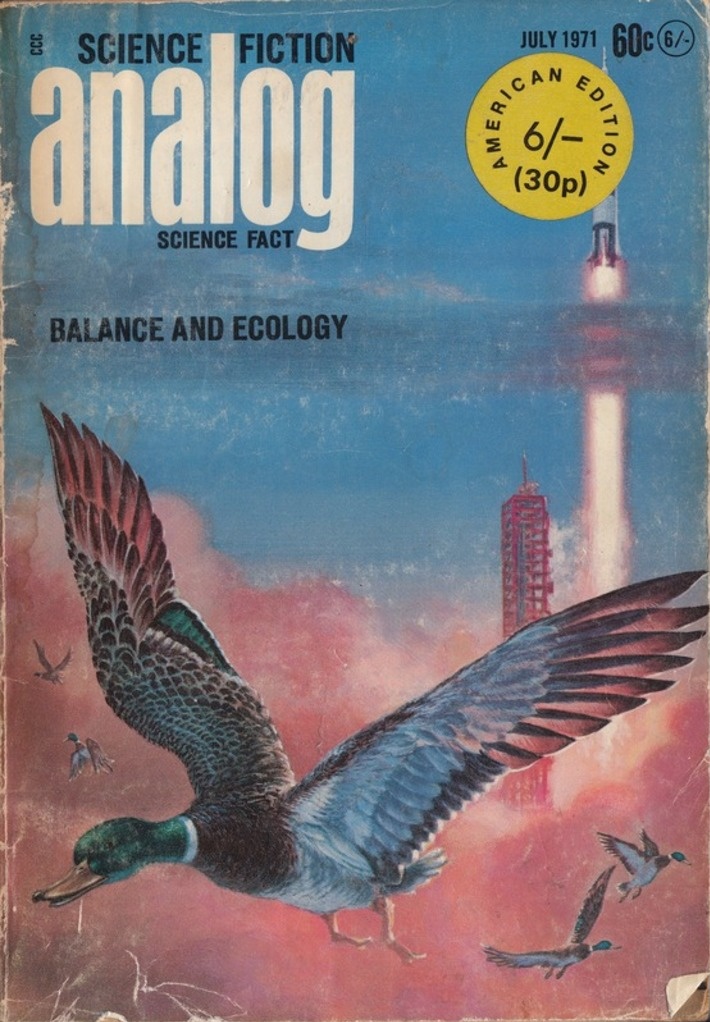 CCC
SCIENCE FICTION
analog
SCIENCE FACT
JULY 1971 60c 6/-
AMERICAN EDITION
6/-
(30p)
BALANCE AND ECOLOGY